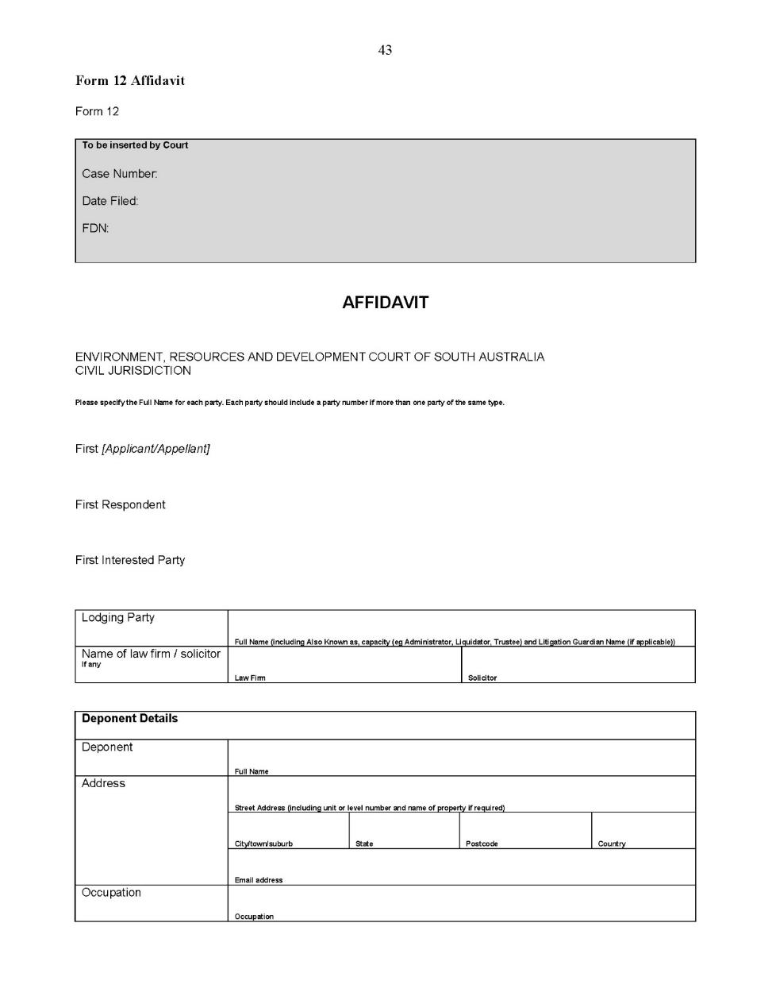 43
Form 12 Affidavit
Form 12
To be inserted by Court
Case Number:
Date Filed:
FDN:
AFFIDAVIT
ENVIRONMENT, RESOURCES AND DEVELOPMENT COURT OF SOUTH AUSTRALIA
CIVIL JURISDICTION
Please specify the Full Name for each party. Each party should include a party number if more than one party of the same type.
First [Applicant/Appellant]
First Respondent
First Interested Party
Lodging Party
Full Name (including Also Known as, capacity (eg Administrator, Liquidator, Trustee) and Litigation Guardian Name (if applicable))
Name of law firm / solicitor
If any
Law Firm
Solicitor
Deponent Details
Deponent
Full Name
Address
Street Address (including unit or level number and name of property if required)
City/town/suburb
State
Postcode
Country
Email address
Occupation
Occupation